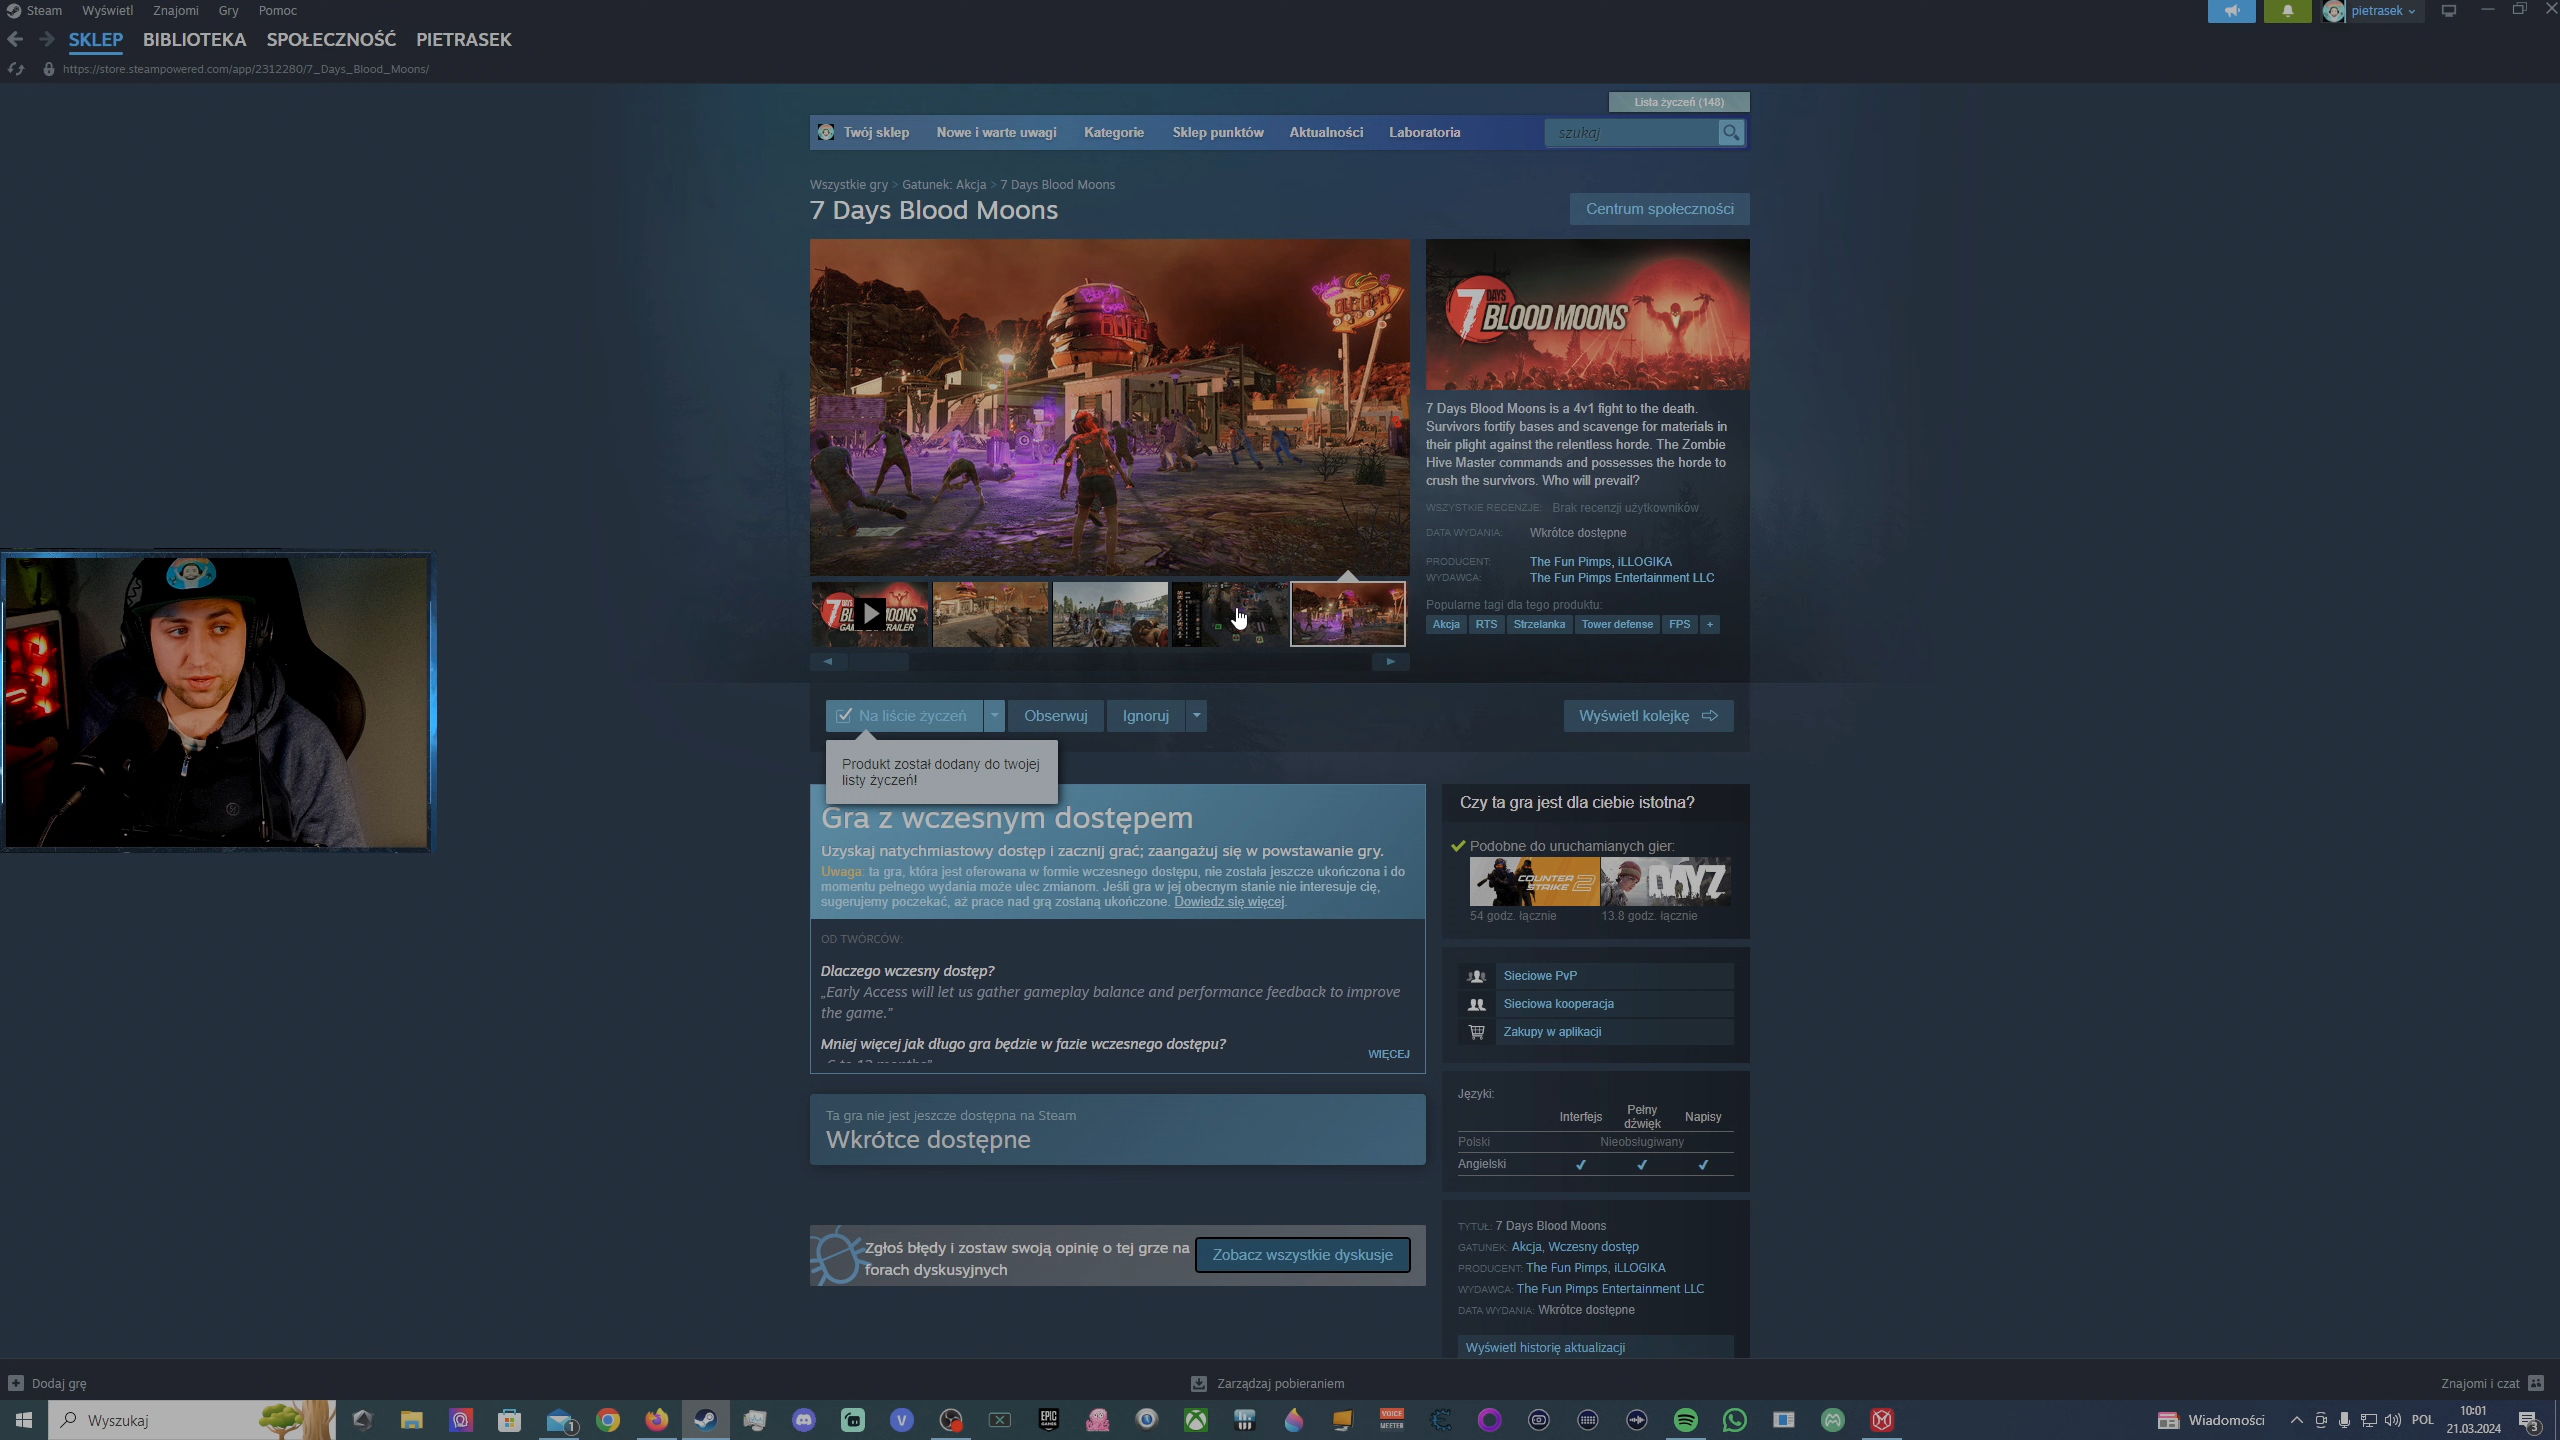 Steam Wyświetl Znajomi Gry Pomoc
pietrasek
SKLEP BIBLIOTEKA SPOŁECZNOŚĆ PIETRASEK
https://store.steampowered.com/app/2312280/7_Days_Blood_Moons/
Lista życzeń (148)
Twój sklep Nowe i warte uwagi Kategorie Sklep punktów Aktualności Laboratoria szukaj
Wszystkie gry > Gatunek: Akcja > 7 Days Blood Moons
7 Days Blood Moons
Centrum społeczności
7 DAYS BLOOD MOONS
7 Days Blood Moons is a 4v1 fight to the death.
Survivors fortify bases and scavenge for materials in
their plight against the relentless horde. The Zombie
Hive Master commands and possesses the horde to
crush the survivors. Who will prevail?
WSZYSTKIE RECENZJE: Brak recenzji użytkowników
DATA WYDANIA: Wkrótce dostępne
PRODUCENT: The Fun Pimps, iLLOGIKA
WYDAWCA: The Fun Pimps Entertainment LLC
Popularne tagi dla tego produktu:
Akcja RTS Strzelanka Tower defense FPS +
Na liście życzeń Obserwuj Ignoruj
Wyświetl kolejkę
Produkt został dodany do twojej
listy życzeń!
Gra z wczesnym dostępem
Uzyskaj natychmiastowy dostęp i zacznij grać; zaangażuj się w powstawanie gry.
Uwaga: ta gra, która jest oferowana w formie wczesnego dostępu, nie została jeszcze ukończona i do
momentu pełnego wydania może ulec zmianom. Jeśli gra w jej obecnym stanie nie interesuje cię,
sugerujemy poczekać, aż prace nad grą zostaną ukończone. Dowiedz się więcej.
OD TWÓRCÓW:
Dlaczego wczesny dostęp?
„Early Access will let us gather gameplay balance and performance feedback to improve
the game.”
Mniej więcej jak długo gra będzie w fazie wczesnego dostępu?
WIĘCEJ
Ta gra nie jest jeszcze dostępna na Steam
Wkrótce dostępne
Zgłoś błędy i zostaw swoją opinię o tej grze na
forach dyskusyjnych
Zobacz wszystkie dyskusje
Czy ta gra jest dla ciebie istotna?
Podobne do uruchamianych gier:
COUNTER STRIKE 2 DAYZ
54 godz. łącznie 13.8 godz. łącznie
Sieciowe PvP
Sieciowa kooperacja
Zakupy w aplikacji
Języki:
Interfejs Pełny dźwięk Napisy
Polski Nieobsługiwany
Angielski ✔ ✔ ✔
TYTUŁ: 7 Days Blood Moons
GATUNEK: Akcja, Wczesny dostęp
PRODUCENT: The Fun Pimps, iLLOGIKA
WYDAWCA: The Fun Pimps Entertainment LLC
DATA WYDANIA: Wkrótce dostępne
Wyświetl historię aktualizacji
Dodaj grę Zarządzaj pobieraniem Znajomi i czat
Wyszukaj
Wiadomości POL 10:01
21.03.2024